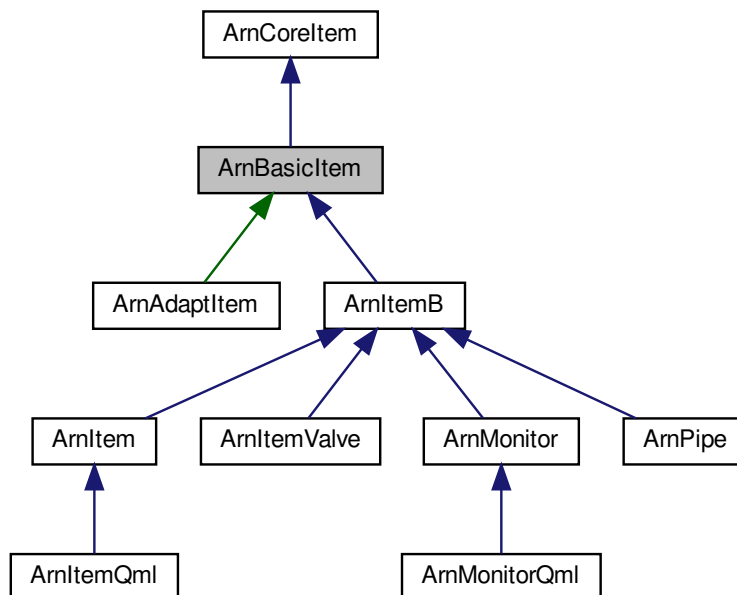 ArnCoreItem
ArnBasicItem
ArnAdaptItem
ArnItemB
ArnItem
ArnItemValve
ArnMonitor
ArnPipe
ArnItemQml
ArnMonitorQml